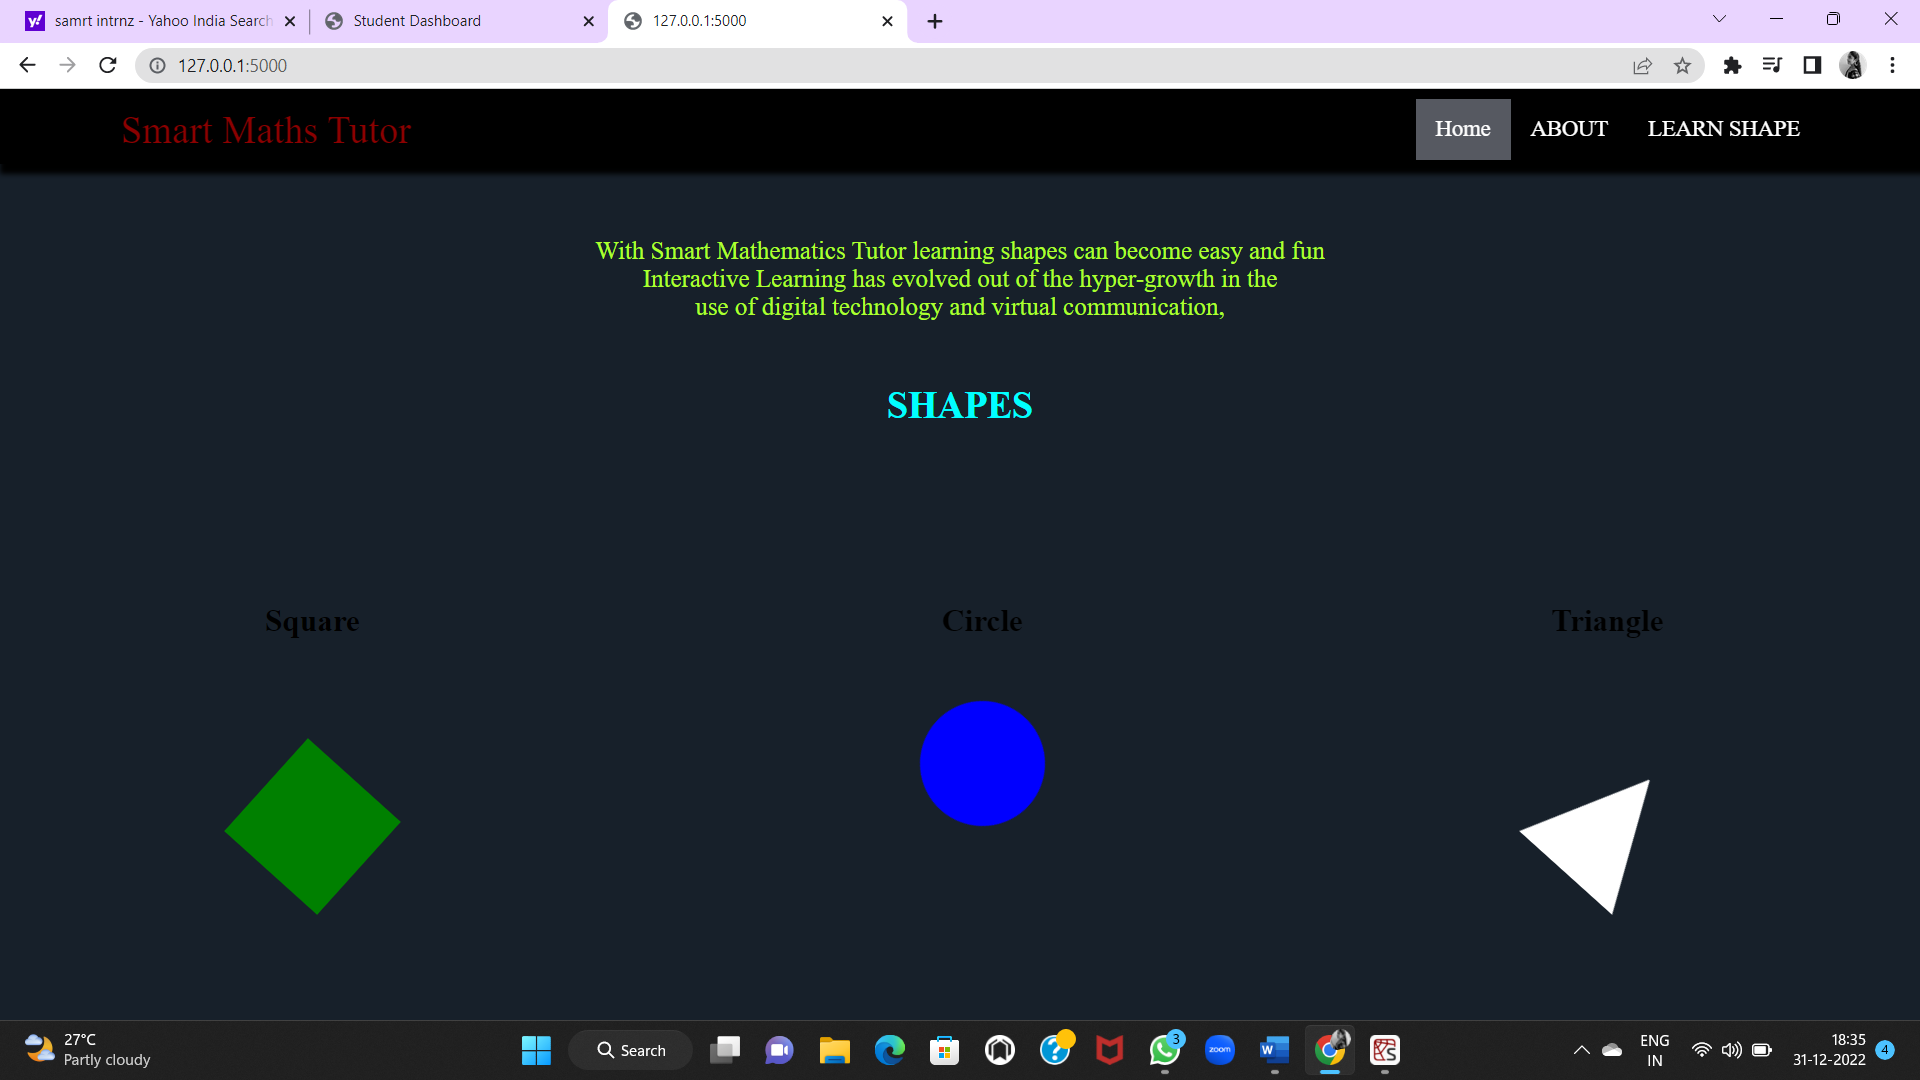 samrt intrnz - Yahoo India Search
Student Dashboard
127.0.0.1:5000
127.0.0.1:5000
Smart Maths Tutor
Home
ABOUT
LEARN SHAPE
With Smart Mathematics Tutor learning shapes can become easy and fun
Interactive Learning has evolved out of the hyper-growth in the
use of digital technology and virtual communication,
SHAPES
Square
Circle
Triangle
27°C
Partly cloudy
Search
3
zoom
W
ENG
IN
18:35
31-12-2022
4